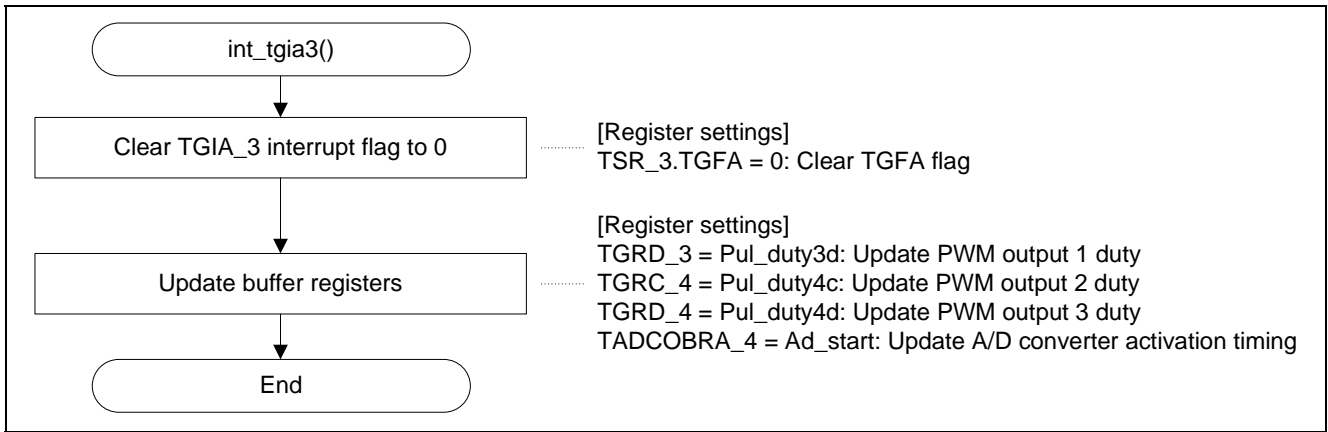 int_tgia3()
Clear TGIA_3 interrupt flag to 0
[Register settings]
TSR_3.TGFA = 0: Clear TGFA flag
Update buffer registers
[Register settings]
TGRD_3 = Pul_duty3d: Update PWM output 1 duty
TGRC_4 = Pul_duty4c: Update PWM output 2 duty
TGRD_4 = Pul_duty4d: Update PWM output 3 duty
TADCOBRA_4 = Ad_start: Update A/D converter activation timing
End